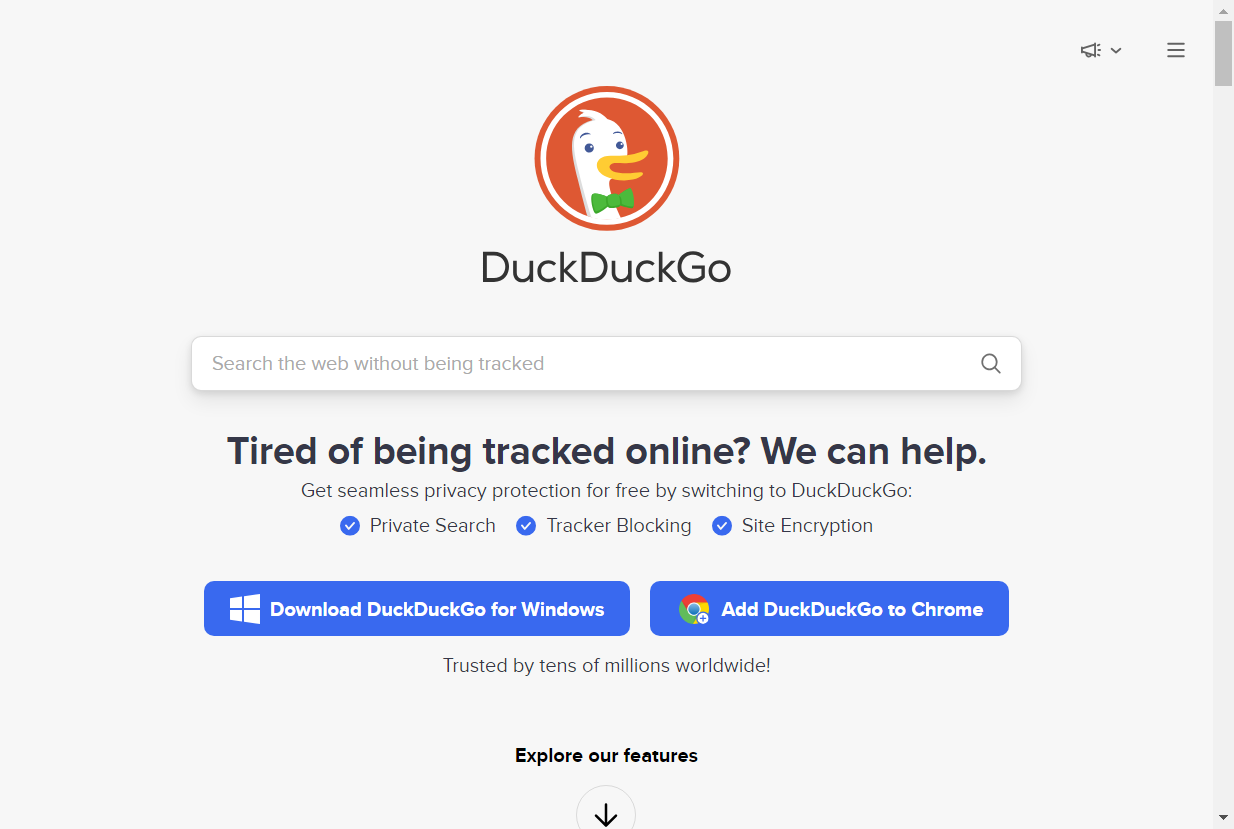 DuckDuckGo
Search the web without being tracked
Tired of being tracked online? We can help.
Get seamless privacy protection for free by switching to DuckDuckGo:
Private Search Tracker Blocking Site Encryption
Download DuckDuckGo for Windows Add DuckDuckGo to Chrome
Trusted by tens of millions worldwide!
Explore our features